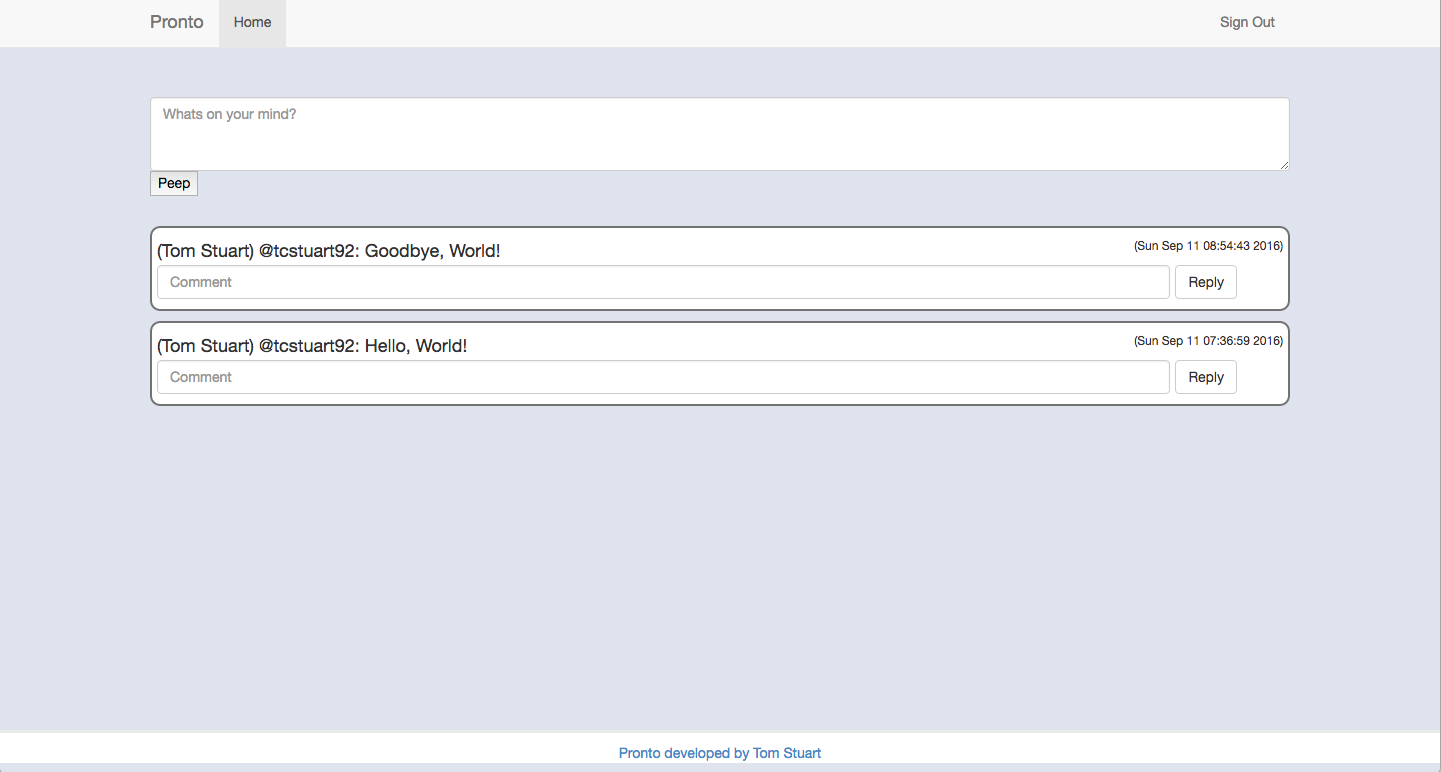 Pronto Home Sign Out
Whats on your mind?
Peep
(Tom Stuart) @tcstuart92: Goodbye, World! (Sun Sep 11 08:54:43 2016)
Comment Reply
(Tom Stuart) @tcstuart92: Hello, World! (Sun Sep 11 07:36:59 2016)
Comment Reply
Pronto developed by Tom Stuart